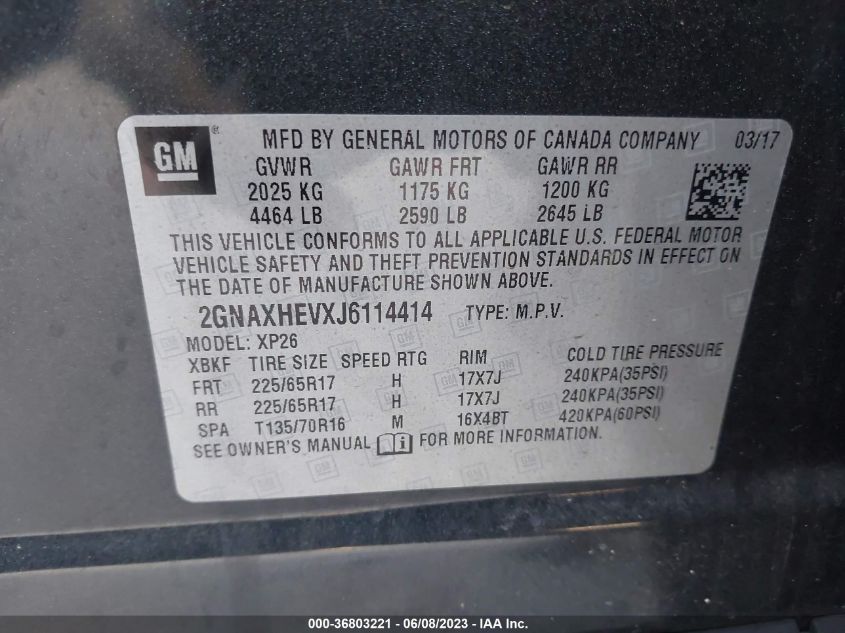 GM ® MFD BY GENERAL MOTORS OF CANADA COMPANY 03/17
GVWR GAWR FRT GAWR RR
2025 KG 1175 KG 1200 KG
4464 LB 2590 LB 2645 LB
THIS VEHICLE CONFORMS TO ALL APPLICABLE U.S. FEDERAL MOTOR
VEHICLE SAFETY AND THEFT PREVENTION STANDARDS IN EFFECT ON
THE DATE OF MANUFACTURE SHOWN ABOVE.
2GNAXHEVXJ6114414 TYPE: M.P.V.
MODEL: XP26
XBKF TIRE SIZE SPEED RTG RIM COLD TIRE PRESSURE
FRT 225/65R17 H 17X7J 240KPA(35PSI)
RR 225/65R17 H 17X7J 240KPA(35PSI)
SPA T135/70R16 M 16X4BT 420KPA(60PSI)
SEE OWNER'S MANUAL i FOR MORE INFORMATION.
000-36803221 - 06/08/2023 - IAA Inc.